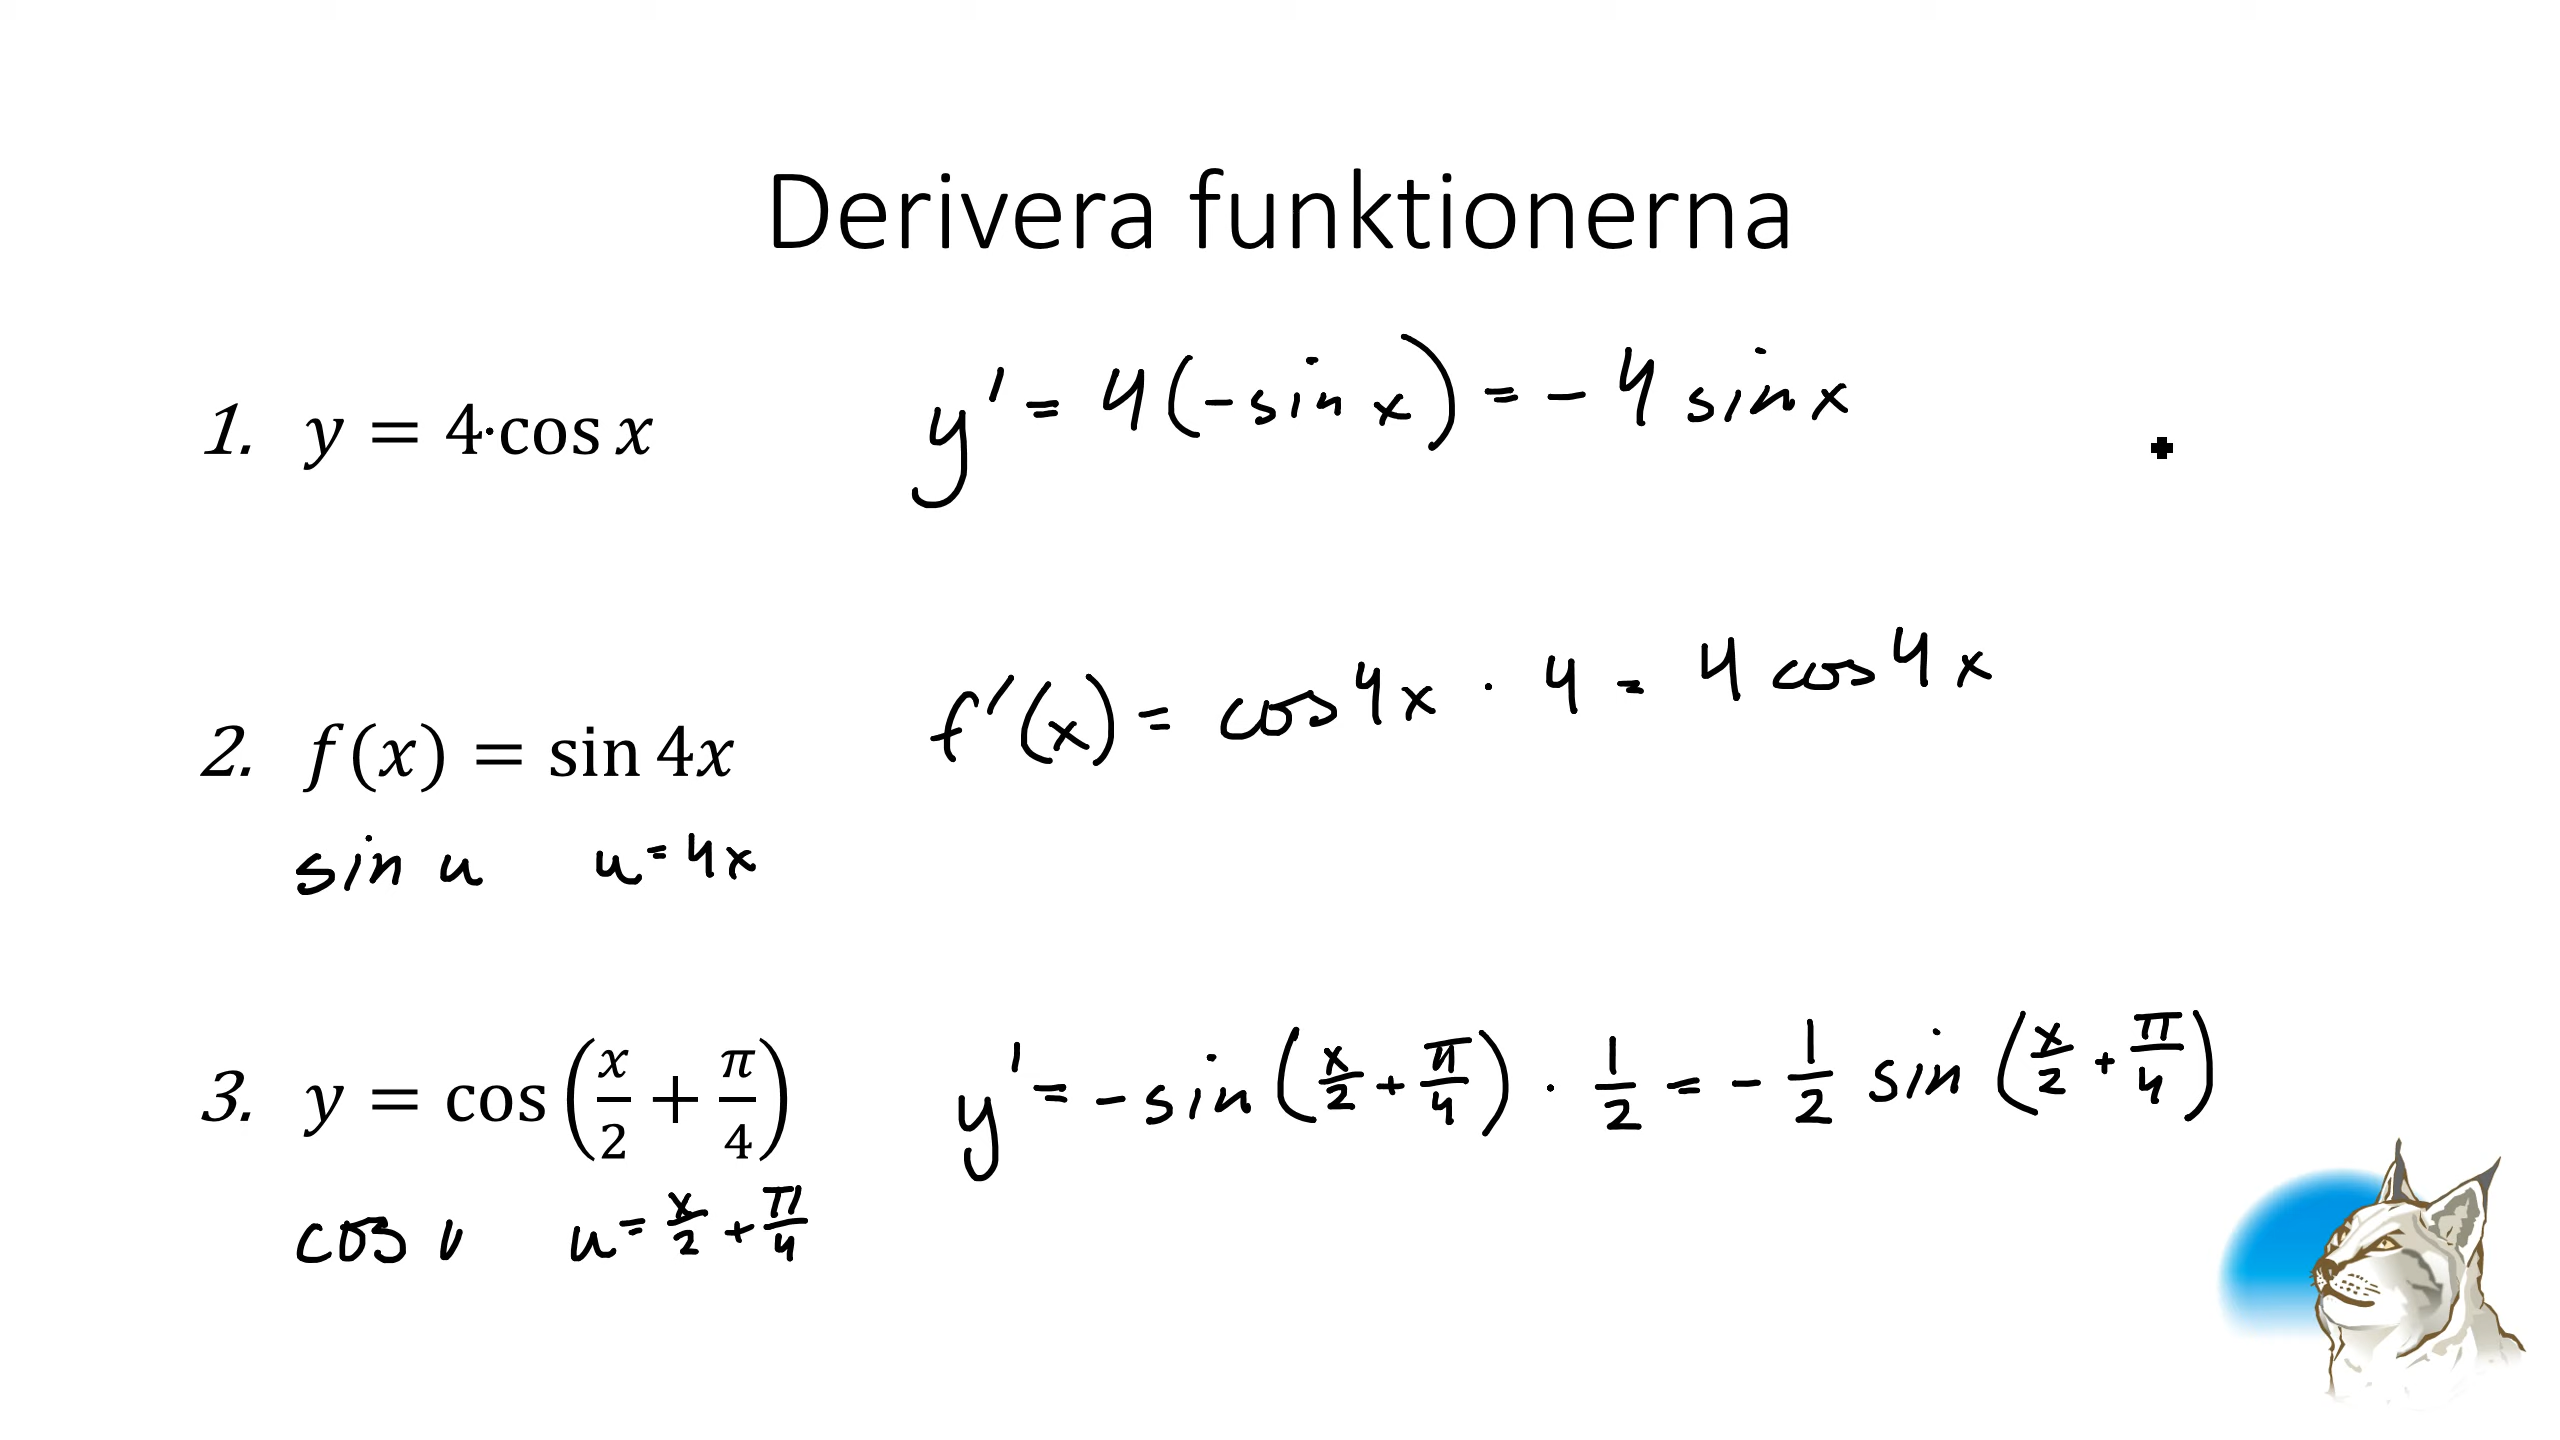 Derivera funktionerna
1. y = 4·cos x
y' = 4(-sin x) = -4 sin x
2. f(x) = sin 4x
f'(x) = cos 4x · 4 = 4 cos 4x
sin u u = 4x
3. y = cos(x/2 + π/4)
y' = -sin(x/2 + π/4) · 1/2 = -1/2 sin(x/2 + π/4)
cos u u = x/2 + π/4